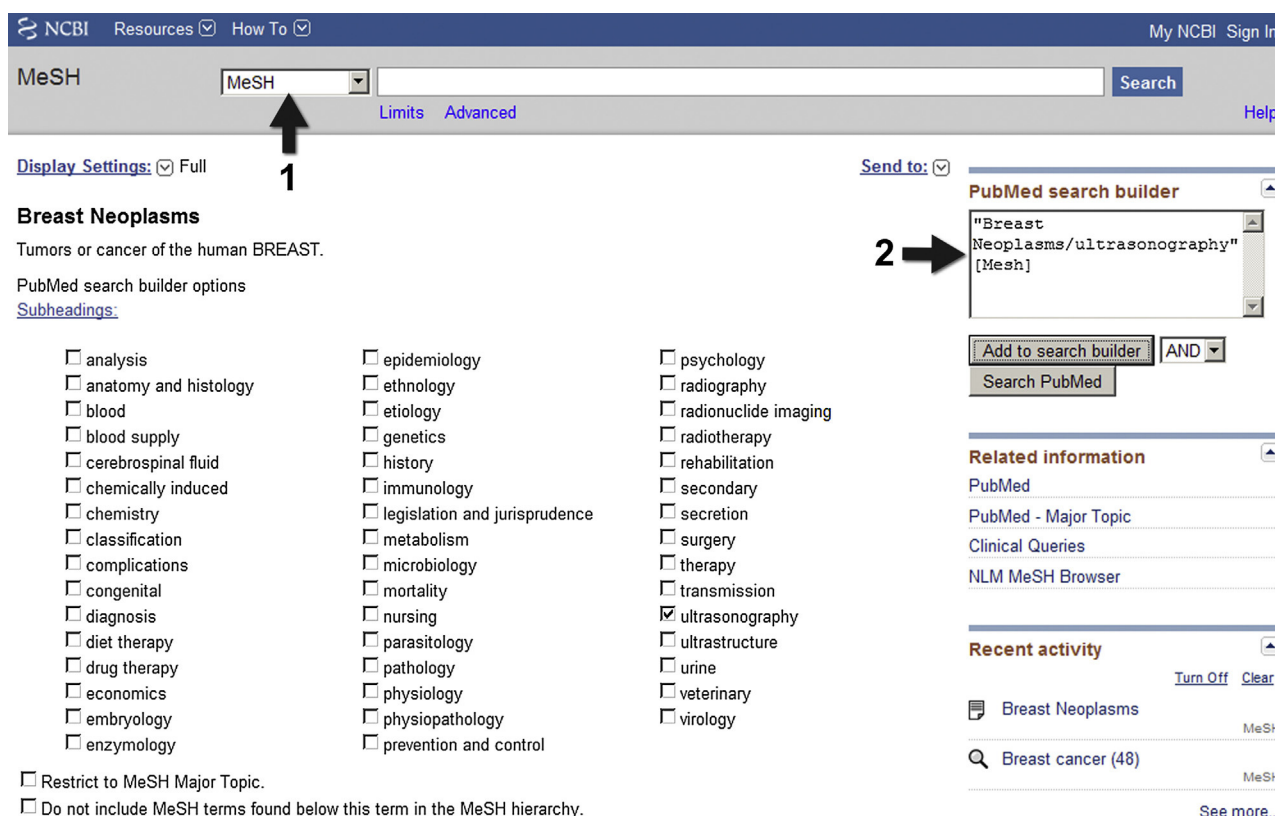 NCBI Resources How To My NCBI Sign In
MeSH MeSH Search
Limits Advanced Help
1
Display Settings: Full Send to:
Breast Neoplasms
Tumors or cancer of the human BREAST.
PubMed search builder options
Subheadings:
analysis epidemiology psychology
anatomy and histology ethnology radiography
blood etiology radionuclide imaging
blood supply genetics radiotherapy
cerebrospinal fluid history rehabilitation
chemically induced immunology secondary
chemistry legislation and jurisprudence secretion
classification metabolism surgery
complications microbiology therapy
congenital mortality transmission
diagnosis nursing ultrasonography
diet therapy parasitology ultrastructure
drug therapy pathology urine
economics physiology veterinary
embryology physiopathology virology
enzymology prevention and control
Restrict to MeSH Major Topic.
Do not include MeSH terms found below this term in the MeSH hierarchy.
PubMed search builder
2
"Breast
Neoplasms/ultrasonography"
[Mesh]
Add to search builder AND
Search PubMed
Related information
PubMed
PubMed - Major Topic
Clinical Queries
NLM MeSH Browser
Recent activity
Turn Off Clear
Breast Neoplasms
MeSH
Breast cancer (48)
MeSH
See more...